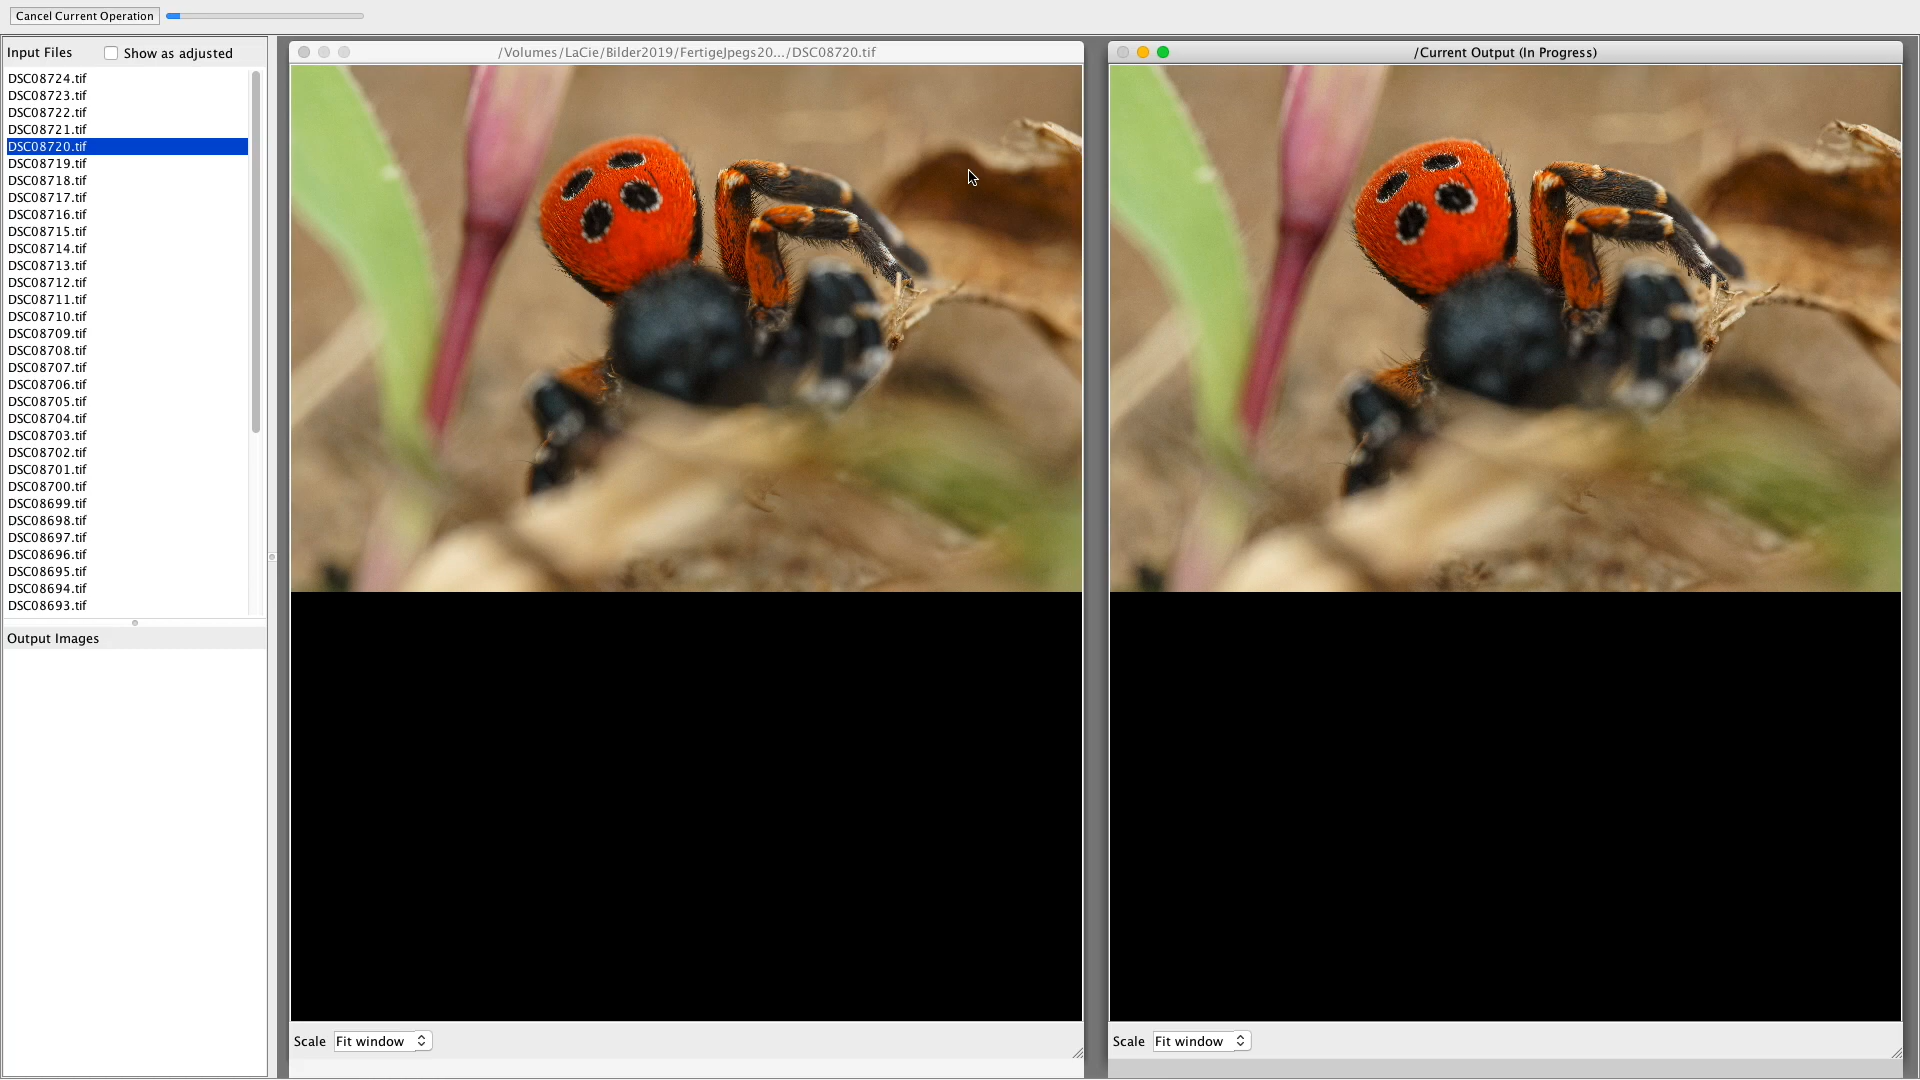 Cancel Current Operation
Input Files
Show as adjusted
DSC08724.tif
DSC08723.tif
DSC08722.tif
DSC08721.tif
DSC08720.tif
DSC08719.tif
DSC08718.tif
DSC08717.tif
DSC08716.tif
DSC08715.tif
DSC08714.tif
DSC08713.tif
DSC08712.tif
DSC08711.tif
DSC08710.tif
DSC08709.tif
DSC08708.tif
DSC08707.tif
DSC08706.tif
DSC08705.tif
DSC08704.tif
DSC08703.tif
DSC08702.tif
DSC08701.tif
DSC08700.tif
DSC08699.tif
DSC08698.tif
DSC08697.tif
DSC08696.tif
DSC08695.tif
DSC08694.tif
DSC08693.tif
Output Images
/Volumes/LaCie/Bilder2019/FertigeJpegs20.../DSC08720.tif
Scale Fit window
/Current Output (In Progress)
Scale Fit window